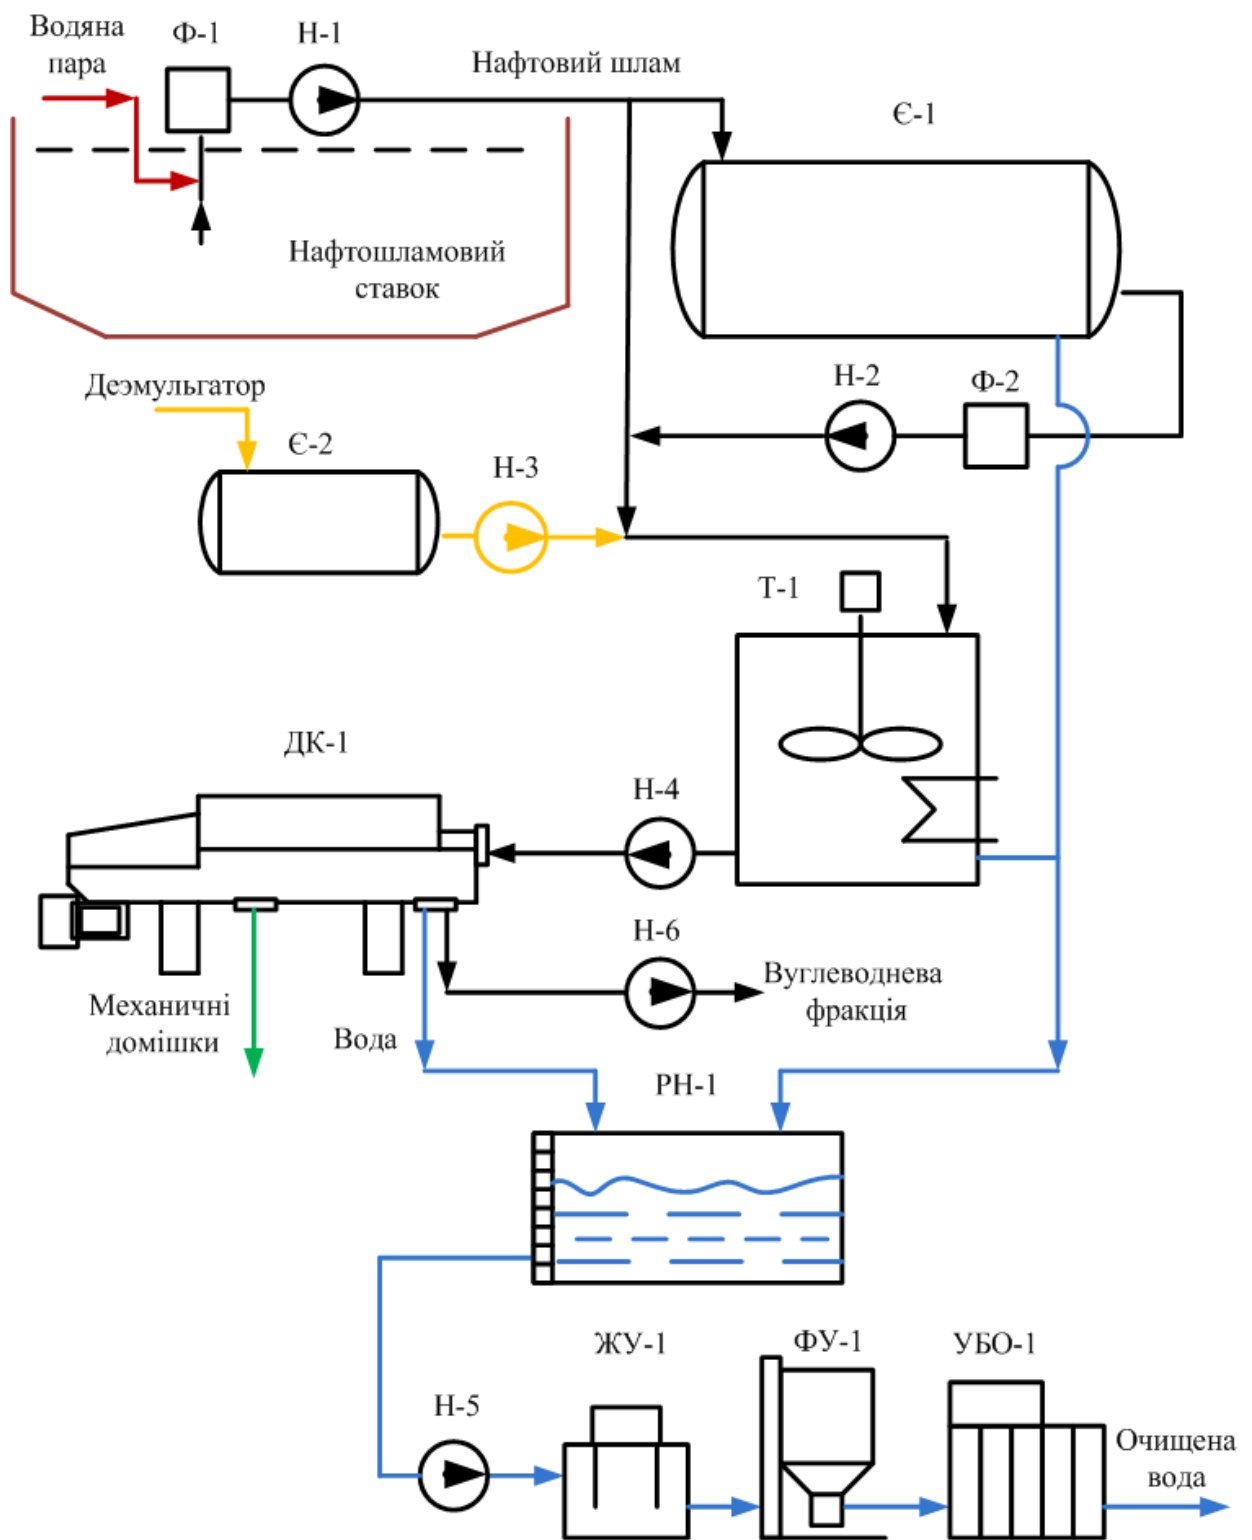 Водяна
пара
Ф-1
Н-1
Нафтовий шлам
Є-1
Нафтошламовий
ставок
Деэмульгатор
Є-2
Н-3
Н-2
Ф-2
Т-1
ДК-1
Н-4
Н-6
Вуглеводнева
фракція
Механичні
домішки
Вода
РН-1
ЖУ-1
ФУ-1
УБО-1
Н-5
Очищена
вода